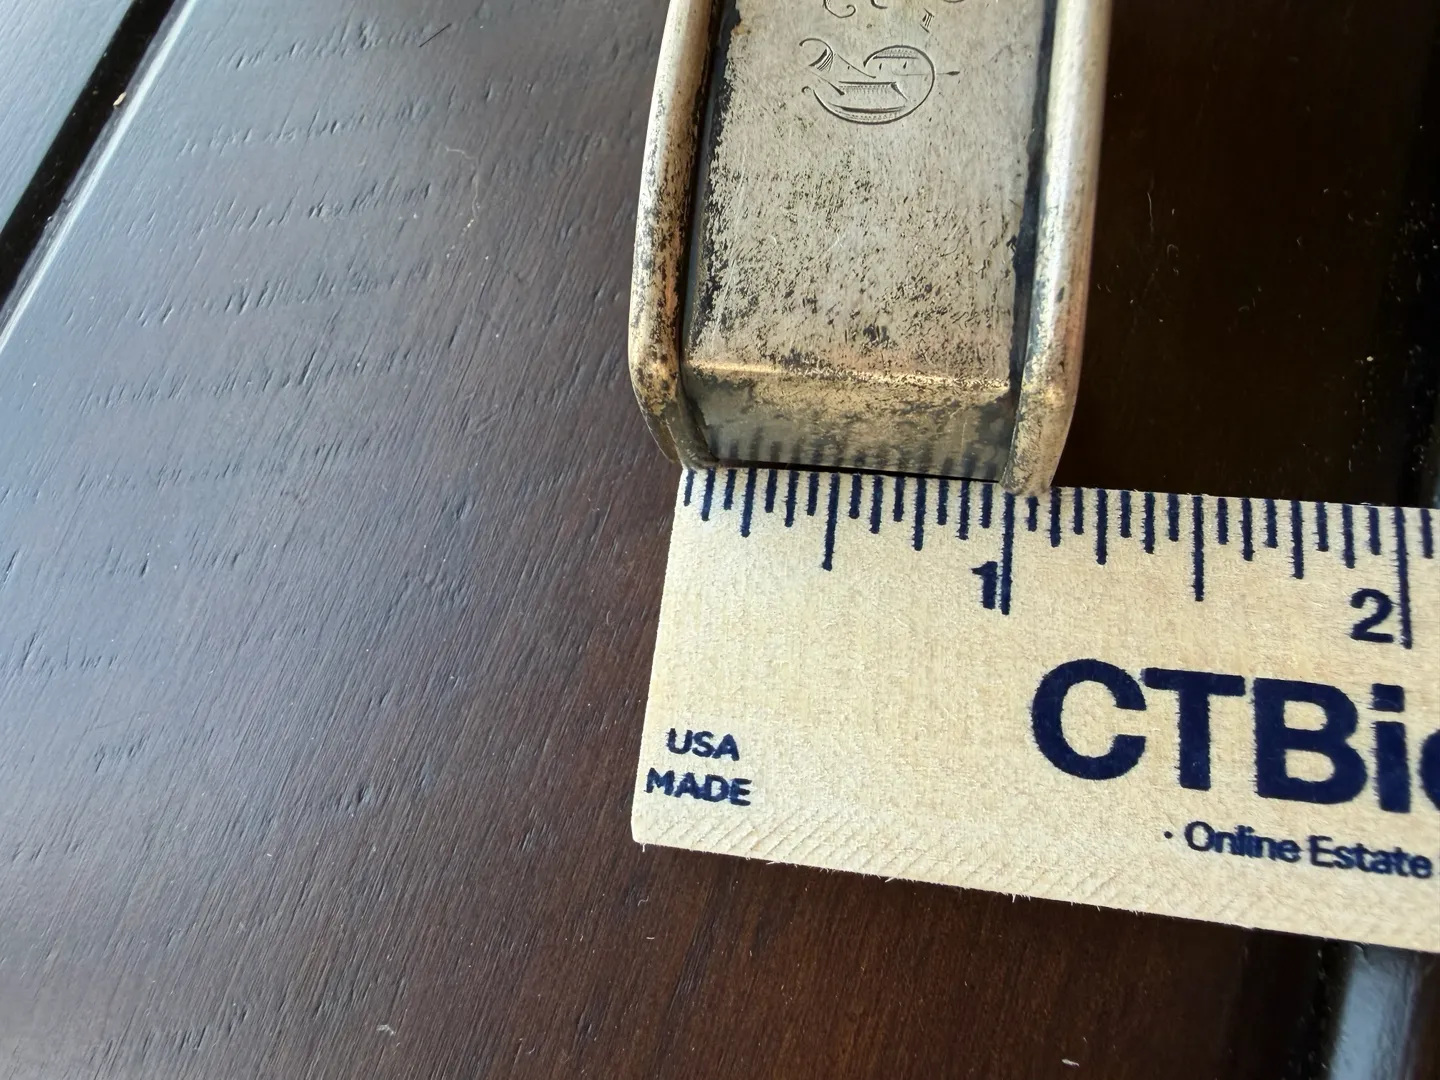 1 2
USA
MADE
CTBi
· Online Estate